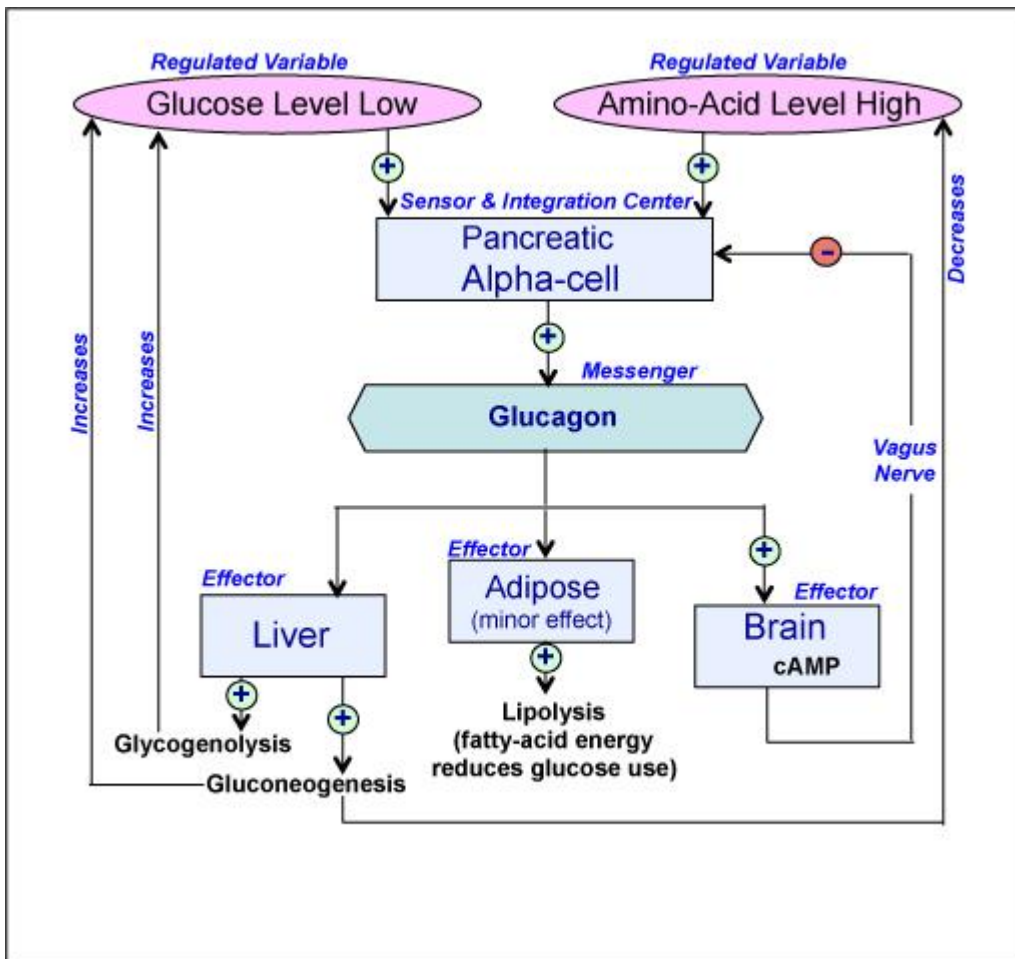 Regulated Variable
Regulated Variable
Glucose Level Low
Amino-Acid Level High
+
+
Sensor & Integration Center
Pancreatic
Alpha-cell
-
Decreases
+
Increases
Increases
Messenger
Glucagon
Vagus
Nerve
+
Effector
Effector
Effector
Liver
Adipose
(minor effect)
Brain
cAMP
+
+
+
Glycogenolysis
Gluconeogenesis
Lipolysis
(fatty-acid energy
reduces glucose use)